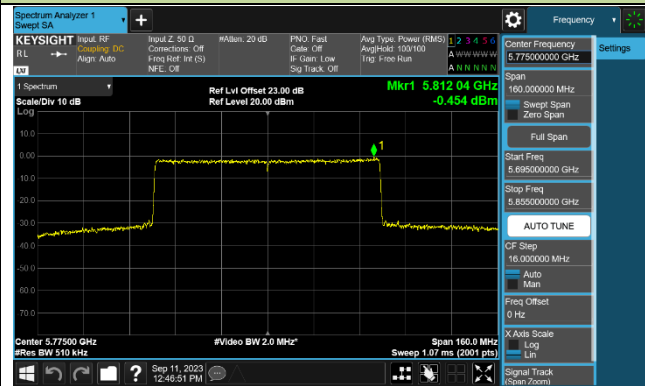 Spectrum Analyzer 1
Swept SA
Frequency
KEYSIGHT Input: RF Input Z: 50 Ω #Atten: 20 dB PNO: Fast Avg Type: Power (RMS) 1 2 3 4 5 6
RL Coupling: DC Corrections: Off Gate: Off Avg|Hold: 100/100 A W W W W W
Align: Auto Freq Ref: Int (S) IF Gain: Low Trig: Free Run
LXI NFE: Off Sig Track: Off A N N N N N
Center Frequency
5.775000000 GHz
Settings
Span
160.000000 MHz
Swept Span
Zero Span
Full Span
Start Freq
5.695000000 GHz
Stop Freq
5.855000000 GHz
AUTO TUNE
CF Step
16.000000 MHz
Auto
Man
Freq Offset
0 Hz
X Axis Scale
Log
Lin
Signal Track
(Span Zoom)
1 Spectrum
Scale/Div 10 dB
Log
Ref Lvl Offset 23.00 dB
Ref Level 20.00 dBm
Mkr1 5.812 04 GHz
-0.454 dBm
1
10.0
0.00
-10.0
-20.0
-30.0
-40.0
-50.0
-60.0
-70.0
Center 5.77500 GHz #Video BW 2.0 MHz* Span 160.0 MHz
#Res BW 510 kHz Sweep 1.07 ms (2001 pts)
Sep 11, 2023
12:46:51 PM